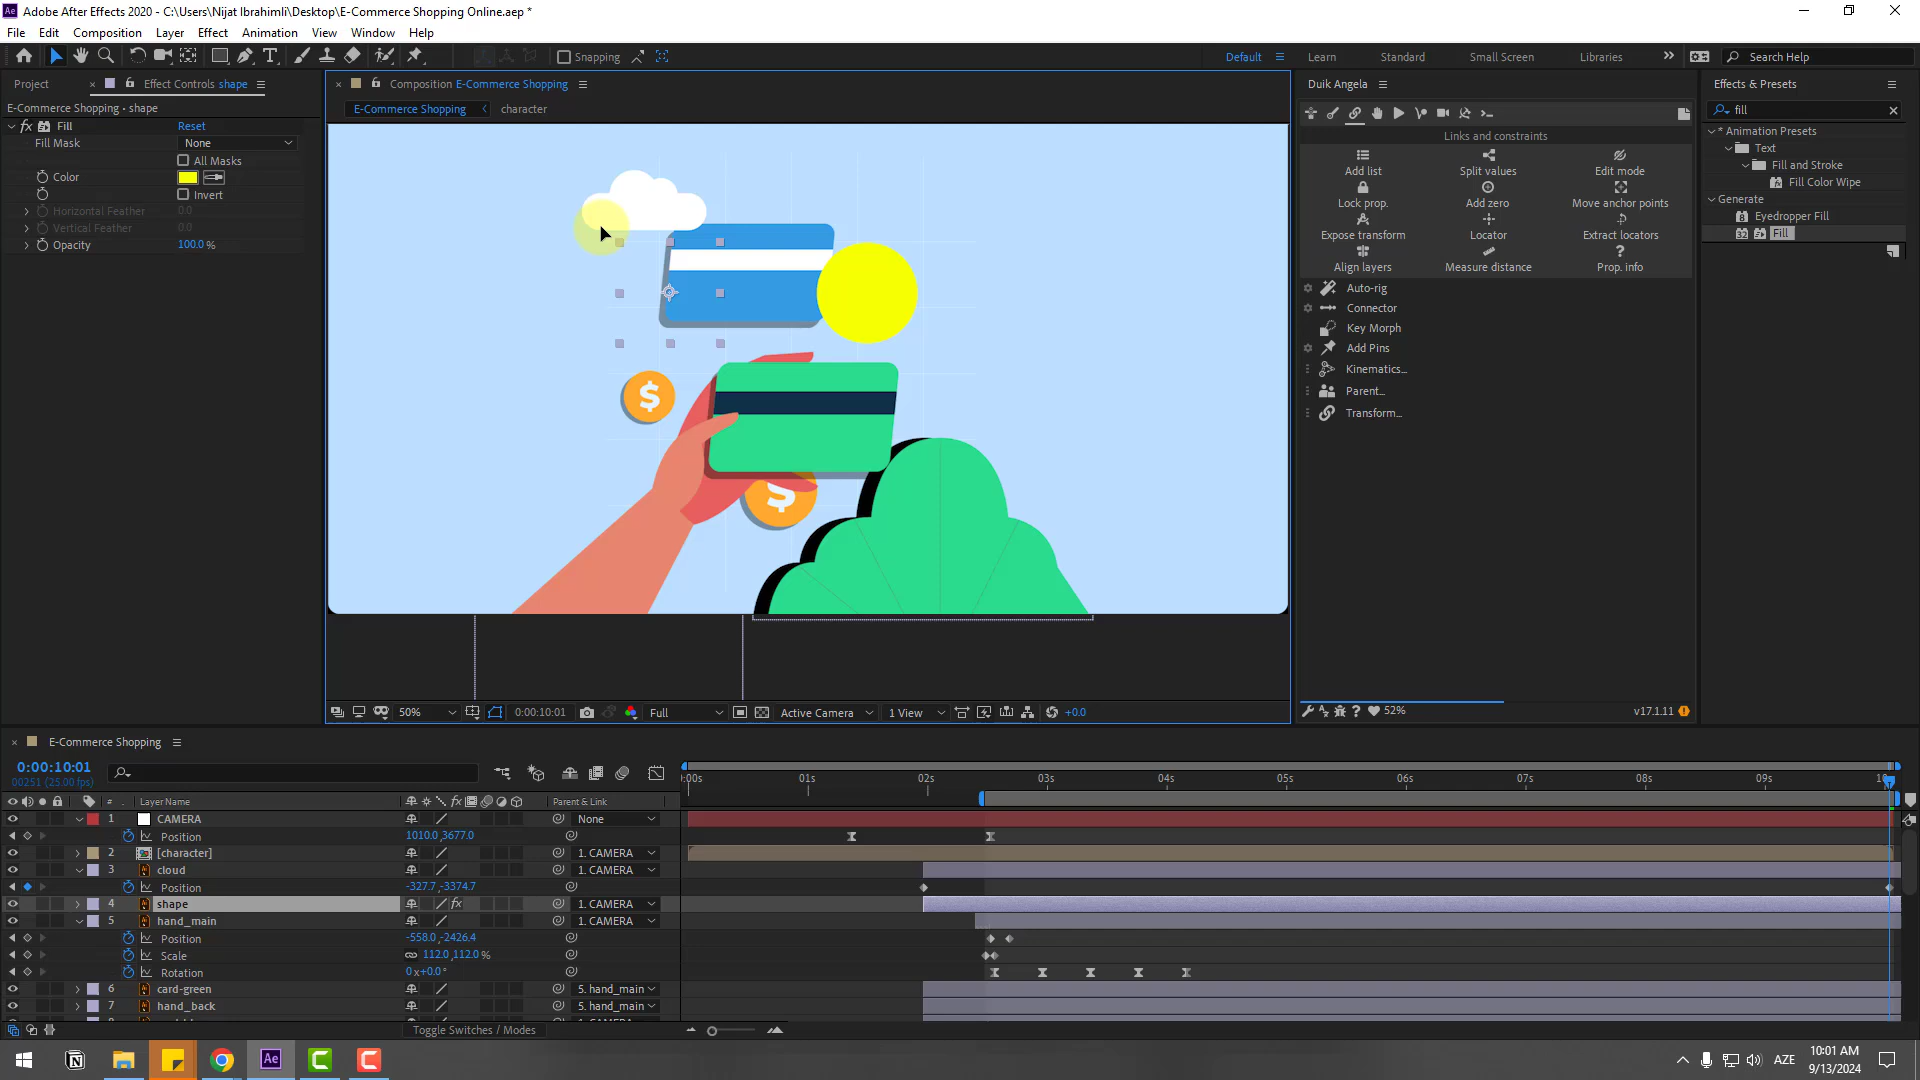 Adobe After Effects 2020 - C:\Users\Nijat Ibrahimli\Desktop\E-Commerce Shopping Online.aep *
File Edit Composition Layer Effect Animation View Window Help
Snapping
Default Learn Standard Small Screen Libraries Search Help
Project Effect Controls shape
E-Commerce Shopping • shape
fx Fill Reset
Fill Mask None
All Masks
Color
Invert
Horizontal Feather 0.0
Vertical Feather 0.0
Opacity 100.0 %
Composition E-Commerce Shopping
E-Commerce Shopping character
$
$
50% 0:00:10:01 Full Active Camera 1 View +0.0
Duik Angela
Links and constraints
Add list Split values Edit mode
Lock prop. Add zero Move anchor points
Expose transform Locator Extract locators
Align layers Measure distance Prop. info
Auto-rig
Connector
Key Morph
Add Pins
Kinematics...
Parent...
Transform...
52% v17.1.11
Effects & Presets
fill
* Animation Presets
Text
Fill and Stroke
Fill Color Wipe
Generate
Eyedropper Fill
Fill
E-Commerce Shopping
0:00:10:01
00251 (25.00 fps)
:00s 01s 02s 03s 04s 05s 06s 07s 08s 09s 10
# Layer Name Parent & Link
1 CAMERA None
Position 1010.0,3677.0
2 [character] 1. CAMERA
3 cloud 1. CAMERA
Position -327.7,-3374.7
4 shape 1. CAMERA
5 hand_main 1. CAMERA
Position -558.0,-2426.4
Scale 112.0,112.0 %
Rotation 0x+0.0°
6 card-green 5. hand_main
7 hand_back 5. hand_main
Toggle Switches / Modes
AZE 10:01 AM
9/13/2024